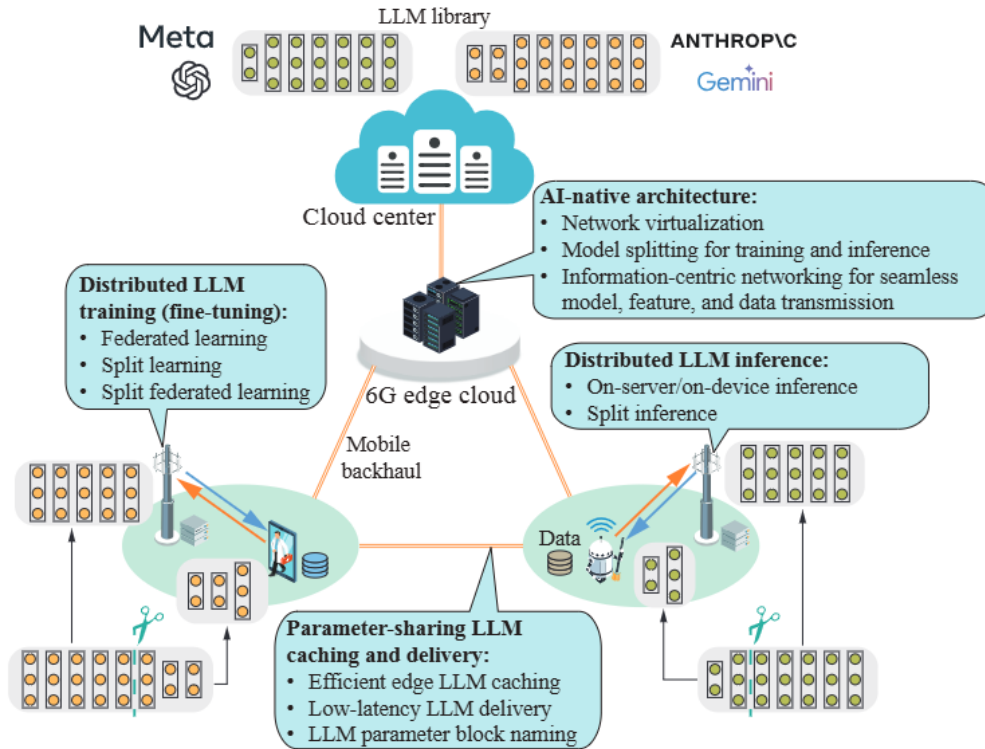 LLM library
Meta
ANTHROP\C
Gemini
Cloud center
AI-native architecture:
• Network virtualization
• Model splitting for training and inference
• Information-centric networking for seamless
model, feature, and data transmission
Distributed LLM
training (fine-tuning):
• Federated learning
• Split learning
• Split federated learning
6G edge cloud
Distributed LLM inference:
• On-server/on-device inference
• Split inference
Mobile
backhaul
Data
Parameter-sharing LLM
caching and delivery:
• Efficient edge LLM caching
• Low-latency LLM delivery
• LLM parameter block naming